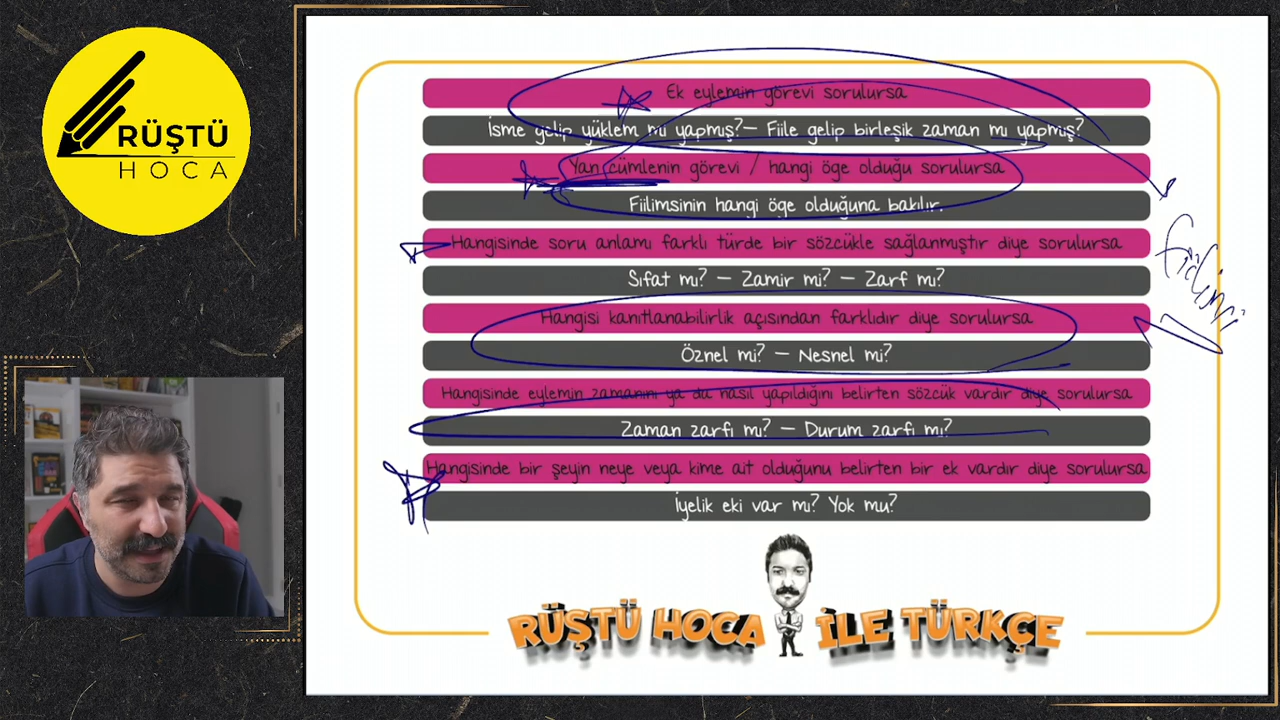 RÜŞTÜ
HOCA
Ek eylemin görevi sorulursa
İsme gelip yüklem mi yapmış?– Fiile gelip birleşik zaman mı yapmış?
Yan cümlenin görevi / hangi öge olduğu sorulursa
Fiilimsinin hangi öge olduğuna bakılır.
Hangisinde soru anlamı farklı türde bir sözcükle sağlanmıştır diye sorulursa
Sıfat mı? – Zamir mi? – Zarf mı?
Hangisi kanıtlanabilirlik açısından farklıdır diye sorulursa
Öznel mi? – Nesnel mi?
Hangisinde eylemin zamanını ya da nasıl yapıldığını belirten sözcük vardır diye sorulursa
Zaman zarfı mı? – Durum zarfı mı?
Hangisinde bir şeyin neye veya kime ait olduğunu belirten bir ek vardır diye sorulursa
İyelik eki var mı? Yok mu?
RÜŞTÜ HOCA İLE TÜRKÇE